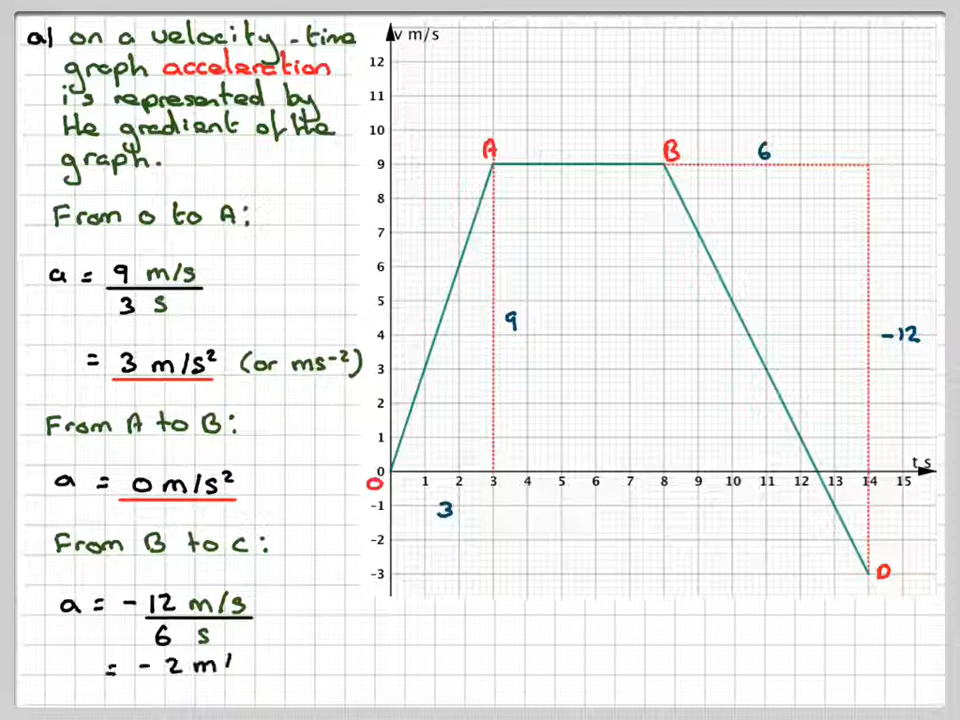 a) on a velocity-time
graph acceleration
is represented by
the gradient of the
graph.
From O to A:
a = 9 m/s
3 s
= 3 m/s² (or ms⁻²)
From A to B:
a = 0 m/s²
From B to C:
a = -12 m/s
6 s
= - 2 m/
v m/s
12
11
10
9
8
7
6
5
4
3
2
1
0
-1
-2
-3
A
B
6
9
-12
t s
O
1 2 3 4 5 6 7 8 9 10 11 12 13 14 15
3
D